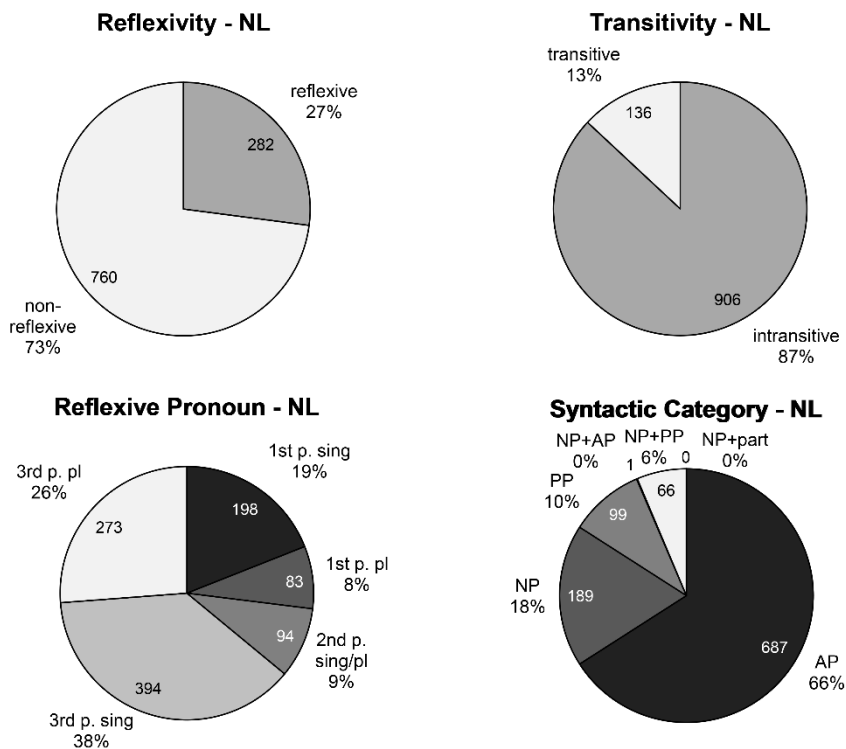 Reflexivity - NL
reflexive
27%
282
760
non-
reflexive
73%
Transitivity - NL
transitive
13%
136
906
intransitive
87%
Reflexive Pronoun - NL
1st p. sing
19%
3rd p. pl
26%
198
273
1st p. pl
8%
83
94
2nd p.
sing/pl
9%
394
3rd p. sing
38%
Syntactic Category - NL
NP+AP
0%
NP+PP
6%
NP+part
0%
1
0
PP
10%
66
99
NP
18%
189
687
AP
66%